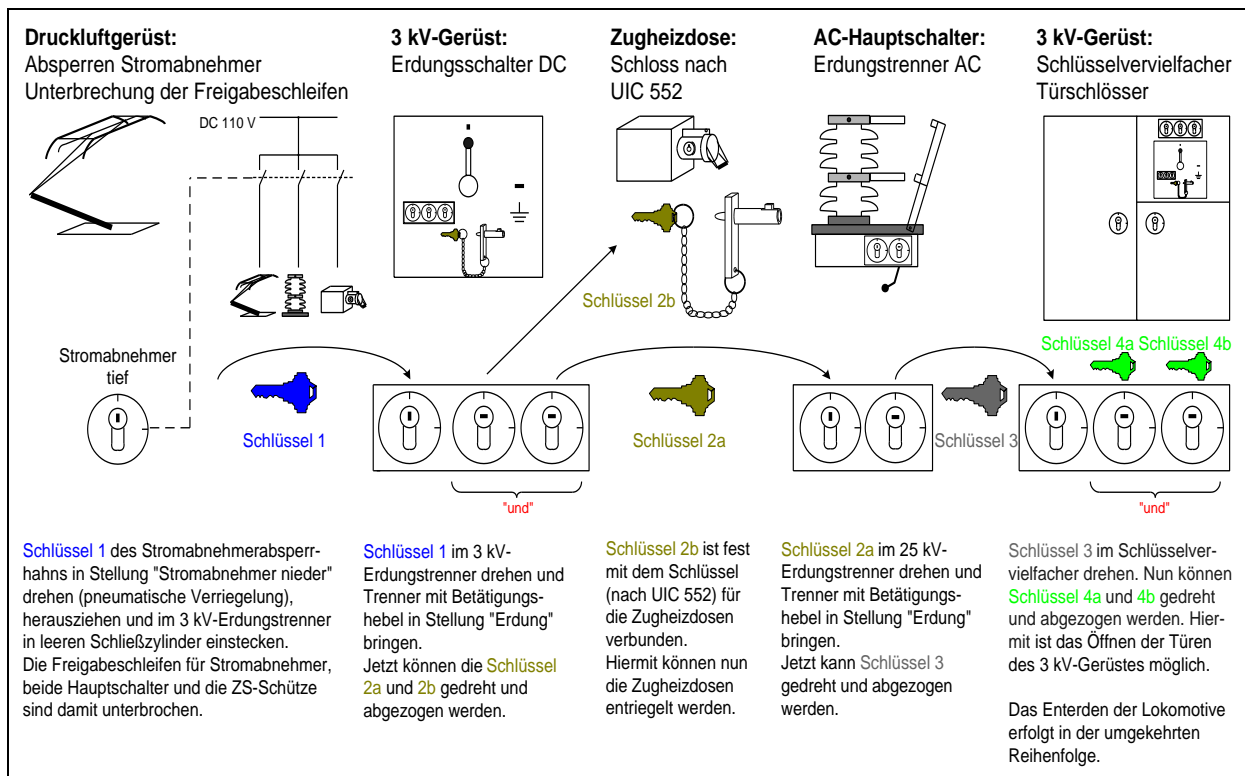 Druckluftgerüst:
Absperren Stromabnehmer
Unterbrechung der Freigabeschleifen
3 kV-Gerüst:
Erdungsschalter DC
Zugheizdose:
Schloss nach
UIC 552
AC-Hauptschalter:
Erdungstrenner AC
3 kV-Gerüst:
Schlüsselvervielfacher
Türschlösser
DC 110 V
Schlüssel 2b
Stromabnehmer
tief
Schlüssel 1
Schlüssel 2a
Schlüssel 3
Schlüssel 4a Schlüssel 4b
"und"
"und"
Schlüssel 1 des Stromabnehmerabsperr-
hahns in Stellung "Stromabnehmer nieder"
drehen (pneumatische Verriegelung),
herausziehen und im 3 kV-Erdungstrenner
in leeren Schließzylinder einstecken.
Die Freigabeschleifen für Stromabnehmer,
beide Hauptschalter und die ZS-Schütze
sind damit unterbrochen.
Schlüssel 1 im 3 kV-
Erdungstrenner drehen und
Trenner mit Betätigungs-
hebel in Stellung "Erdung"
bringen.
Jetzt können die Schlüssel
2a und 2b gedreht und
abgezogen werden.
Schlüssel 2b ist fest
mit dem Schlüssel
(nach UIC 552) für
die Zugheizdosen
verbunden.
Hiermit können nun
die Zugheizdosen
entriegelt werden.
Schlüssel 2a im 25 kV-
Erdungstrenner drehen und
Trenner mit Betätigungs-
hebel in Stellung "Erdung"
bringen.
Jetzt kann Schlüssel 3
gedreht und abgezogen
werden.
Schlüssel 3 im Schlüsselver-
vielfacher drehen. Nun können
Schlüssel 4a und 4b gedreht
und abgezogen werden. Hier-
mit ist das Öffnen der Türen
des 3 kV-Gerüstes möglich.
Das Enterden der Lokomotive
erfolgt in der umgekehrten
Reihenfolge.